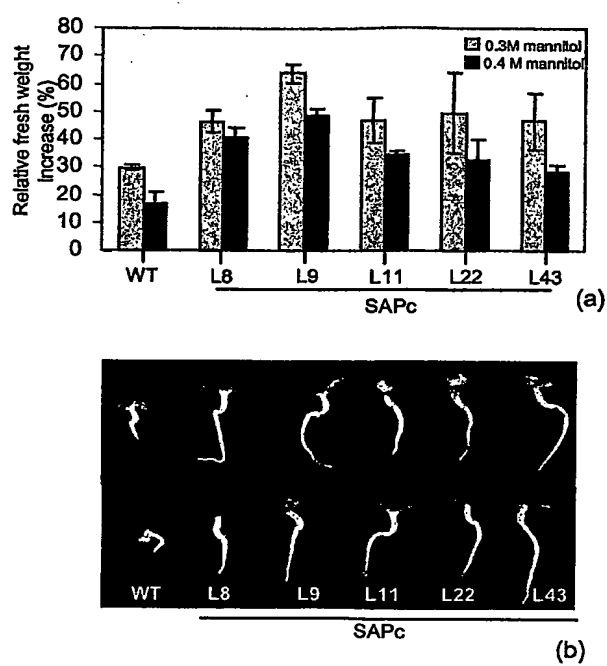 80
70
60
50
40
30
20
10
0
Relative fresh weight
Increase (%)
0.3M mannitol
0.4 M mannitol
WT L8 L9 L11 L22 L43
SAPc
(a)
WT L8 L9 L11 L22 L43
SAPc
(b)